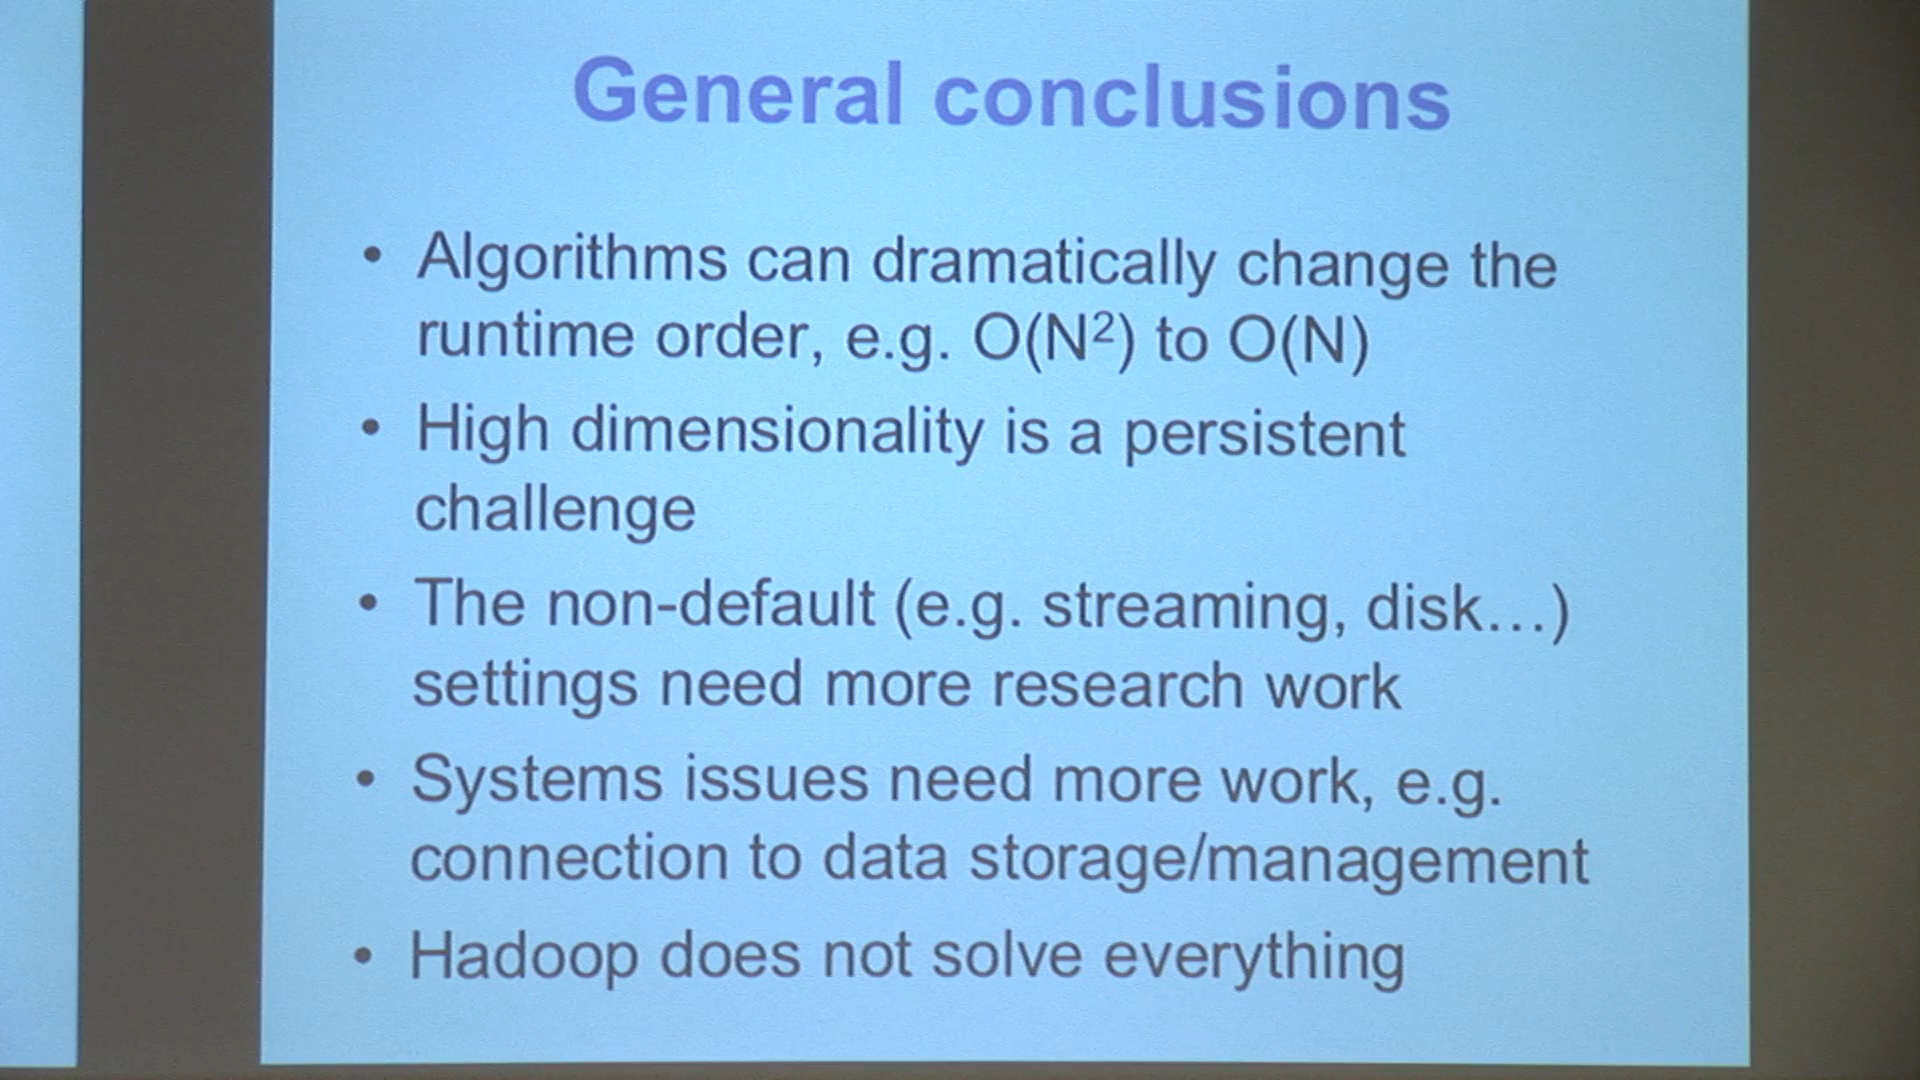 General conclusions
• Algorithms can dramatically change the
runtime order, e.g. O(N²) to O(N)
• High dimensionality is a persistent
challenge
• The non-default (e.g. streaming, disk…)
settings need more research work
• Systems issues need more work, e.g.
connection to data storage/management
• Hadoop does not solve everything